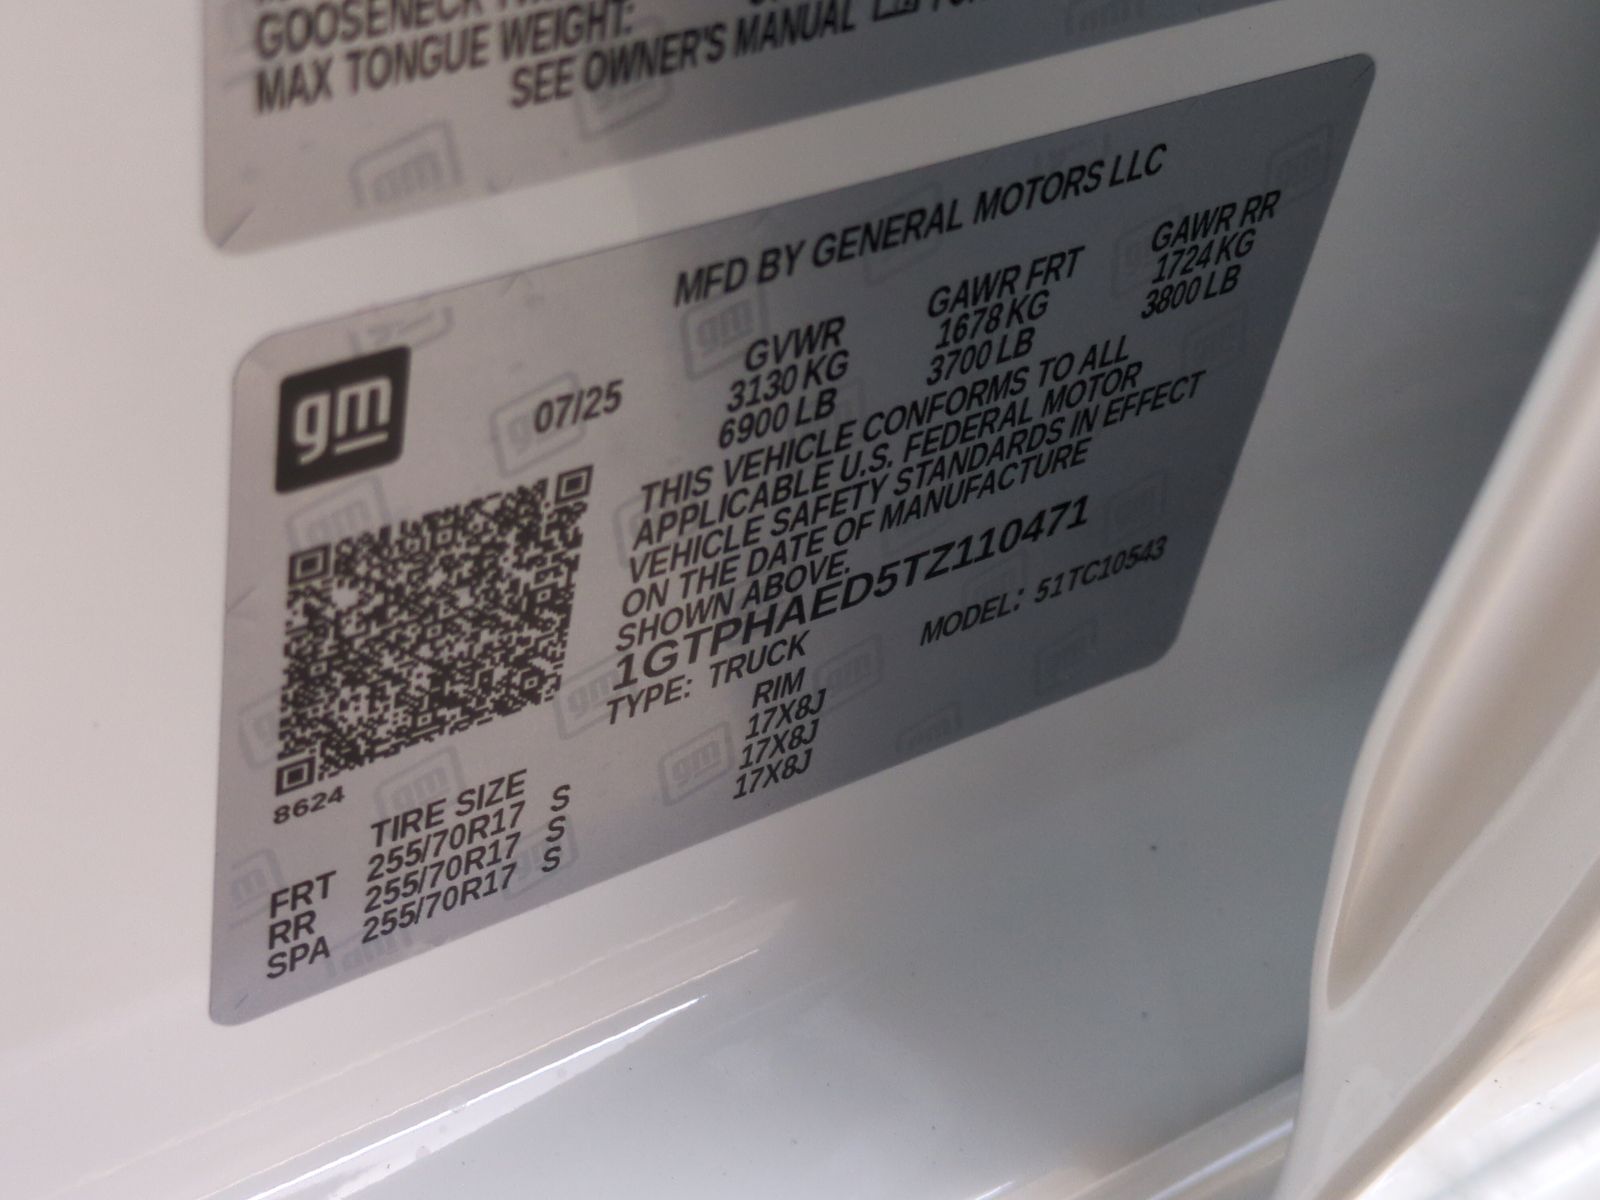 GOOSENECK
MAX TONGUE WEIGHT:
SEE OWNER'S MANUAL
MFD BY GENERAL MOTORS LLC
gm
07/25
GVWR GAWR FRT GAWR RR
3130 KG 1678 KG 1724 KG
6900 LB 3700 LB 3800 LB
THIS VEHICLE CONFORMS TO ALL
APPLICABLE U.S. FEDERAL MOTOR
VEHICLE SAFETY STANDARDS IN EFFECT
ON THE DATE OF MANUFACTURE
SHOWN ABOVE.
1GTPHAED5TZ110471
TYPE: TRUCK MODEL: 51TC10543
8624
TIRE SIZE RIM
FRT 255/70R17 S 17X8J
RR 255/70R17 S 17X8J
SPA 255/70R17 S 17X8J